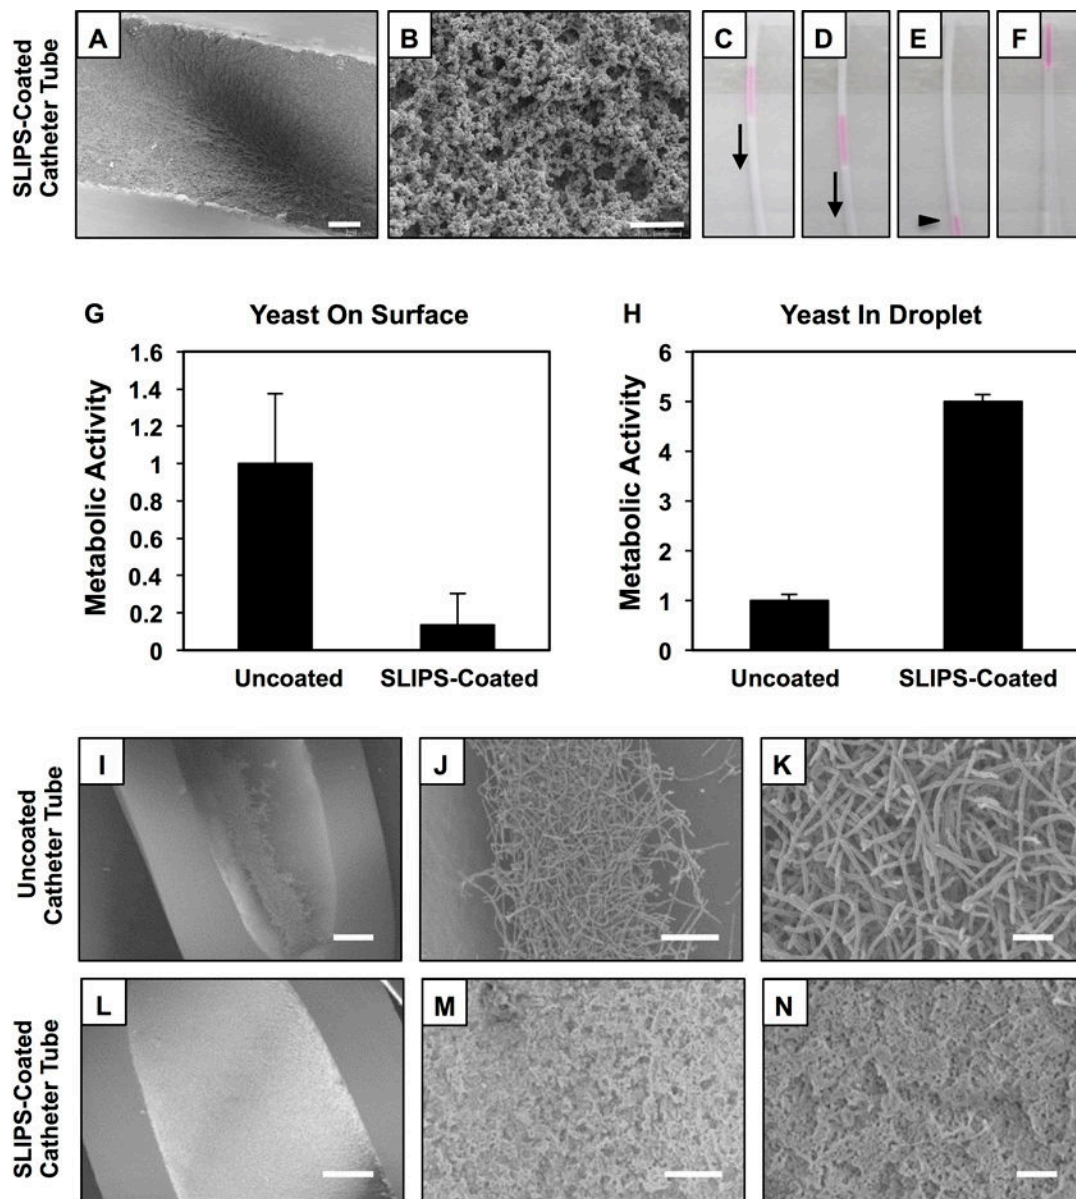 SLIPS-Coated
Catheter Tube
A
B
C
D
E
F
G
Yeast On Surface
Metabolic Activity
1.6
1.4
1.2
1
0.8
0.6
0.4
0.2
0
Uncoated
SLIPS-Coated
H
Yeast In Droplet
Metabolic Activity
6
5
4
3
2
1
0
Uncoated
SLIPS-Coated
Uncoated
Catheter Tube
I
J
K
SLIPS-Coated
Catheter Tube
L
M
N